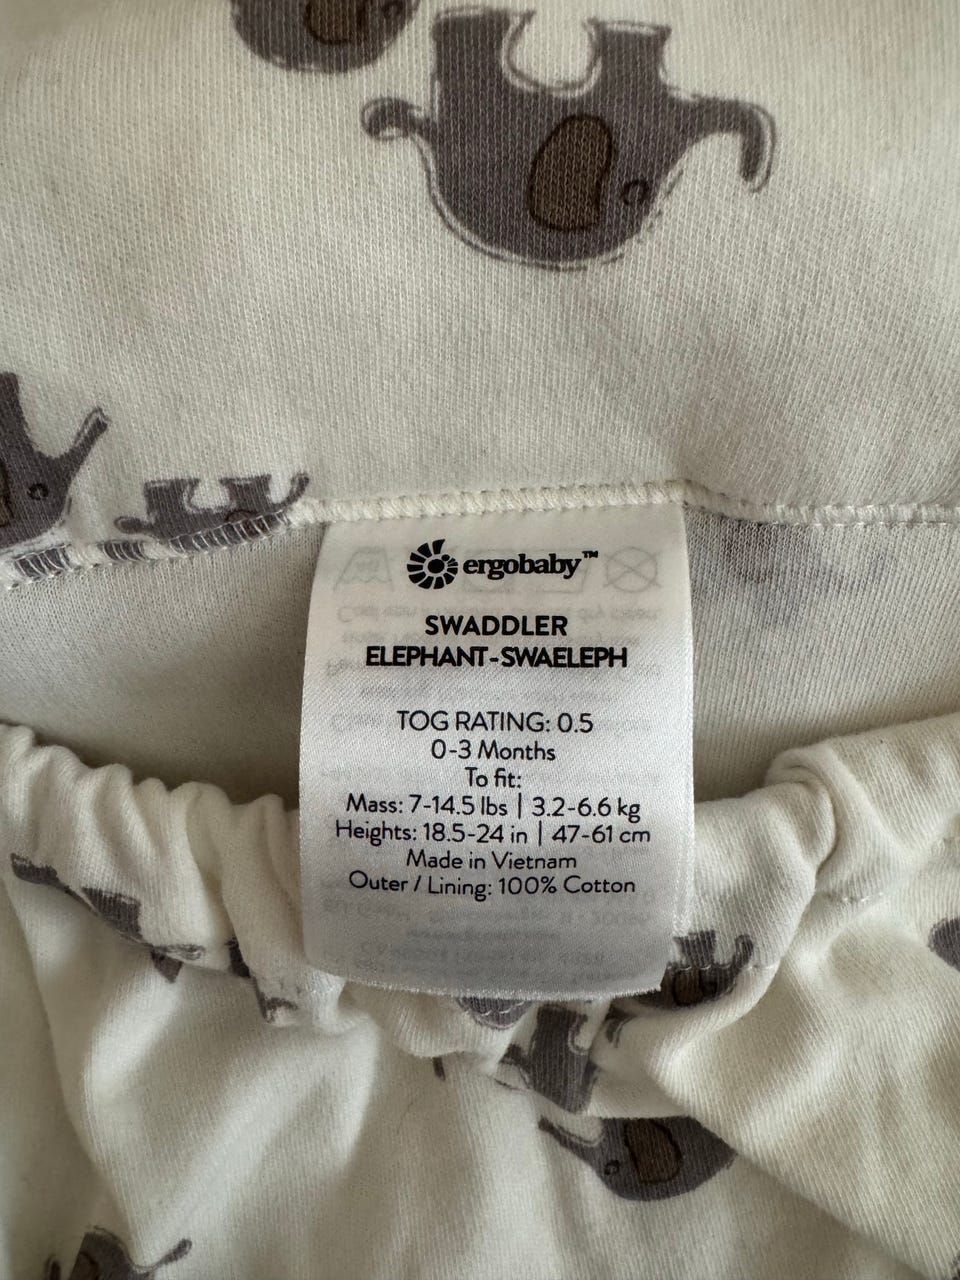 ergobaby™
SWADDLER
ELEPHANT-SWAELEPH
TOG RATING: 0.5
0-3 Months
To fit:
Mass: 7-14.5 lbs | 3.2-6.6 kg
Heights: 18.5-24 in | 47-61 cm
Made in Vietnam
Outer / Lining: 100% Cotton